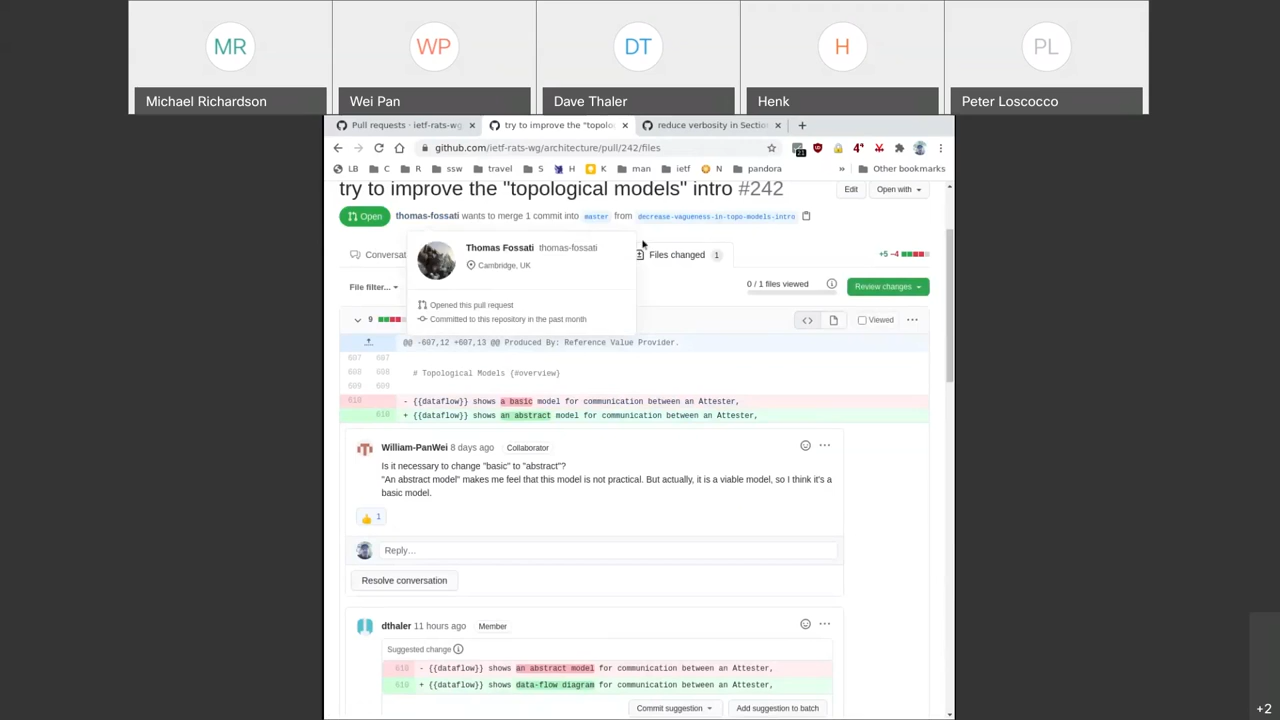 MR
WP
DT
H
PL
Michael Richardson
Wei Pan
Dave Thaler
Henk
Peter Loscocco
Pull requests · ietf-rats-wg
try to improve the "topolo
reduce verbosity in Section
github.com/ietf-rats-wg/architecture/pull/242/files
21
4+
LB
C
R
ssw
travel
S
H
K
man
ietf
N
pandora
Other bookmarks
try to improve the "topological models" intro #242
Edit
Open with
Open
thomas-fossati wants to merge 1 commit into master from decrease-vagueness-in-topo-models-intro
Thomas Fossati thomas-fossati
Cambridge, UK
Opened this pull request
Committed to this repository in the past month
Conversat
Files changed 1
+5 −4
File filter...
0 / 1 files viewed
Review changes
9
Viewed
@@ -607,12 +607,13 @@ Produced By: Reference Value Provider.
607 607
608 608 # Topological Models {#overview}
609 609
610 - {{dataflow}} shows a basic model for communication between an Attester,
610 + {{dataflow}} shows an abstract model for communication between an Attester,
William-PanWei 8 days ago Collaborator
Is it necessary to change "basic" to "abstract"?
"An abstract model" makes me feel that this model is not practical. But actually, it is a viable model, so I think it's a
basic model.
1
Reply…
Resolve conversation
dthaler 11 hours ago Member
Suggested change
610 - {{dataflow}} shows an abstract model for communication between an Attester,
610 + {{dataflow}} shows data-flow diagram for communication between an Attester,
Commit suggestion
Add suggestion to batch
+2